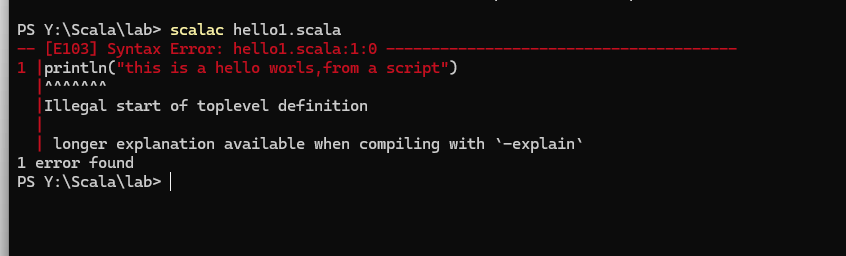 PS Y:\Scala\lab> scalac hello1.scala
-- [E103] Syntax Error: hello1.scala:1:0 ---------------------------------------
1 |println("this is a hello worls,from a script")
  |^^^^^^^
  |Illegal start of toplevel definition
  |
  | longer explanation available when compiling with `-explain`
1 error found
PS Y:\Scala\lab>